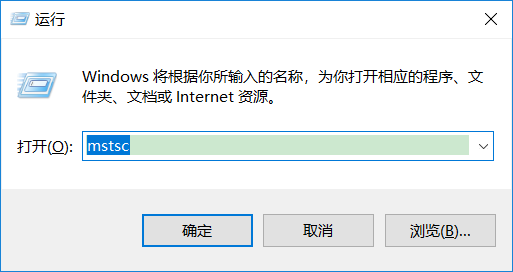 运行
Windows 将根据你所输入的名称，为你打开相应的程序、文
件夹、文档或 Internet 资源。
打开(O): mstsc
确定 取消 浏览(B)...